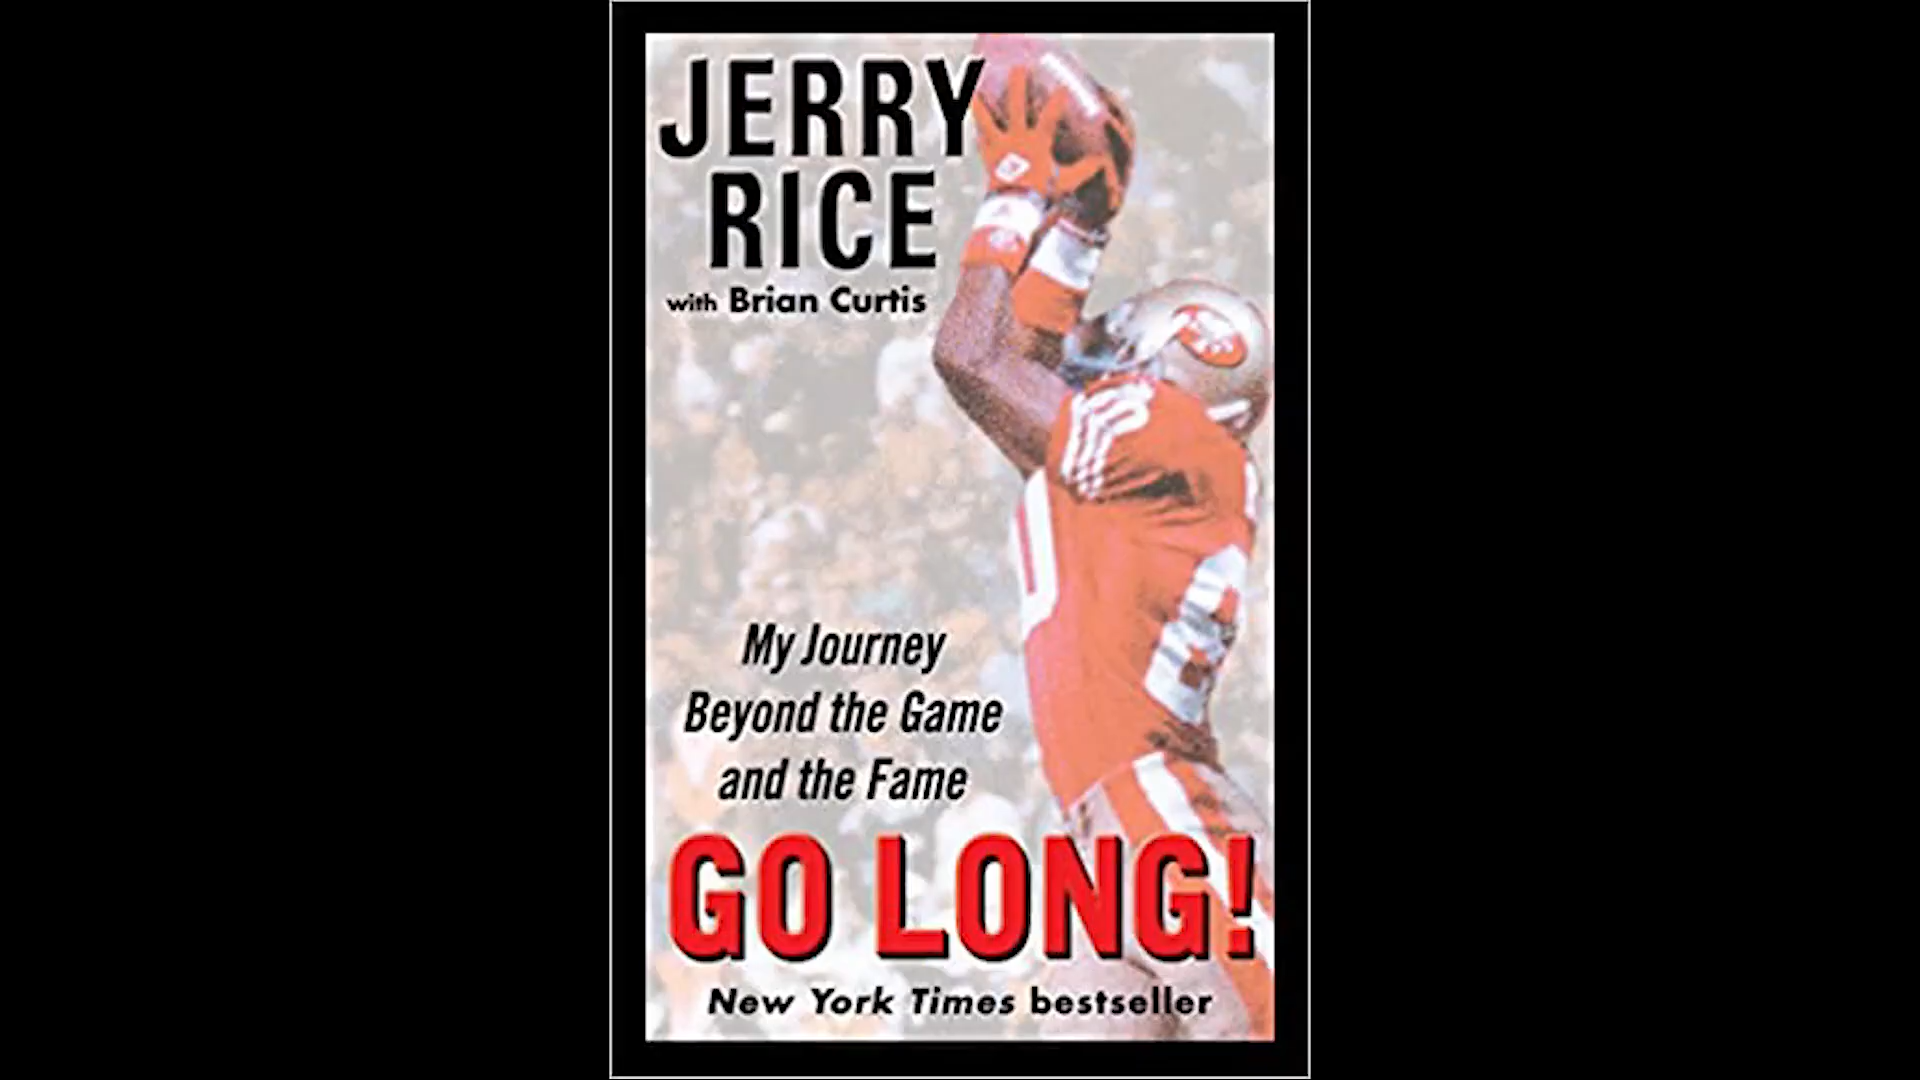 JERRY
RICE
with Brian Curtis
My Journey
Beyond the Game
and the Fame
GO LONG!
New York Times bestseller